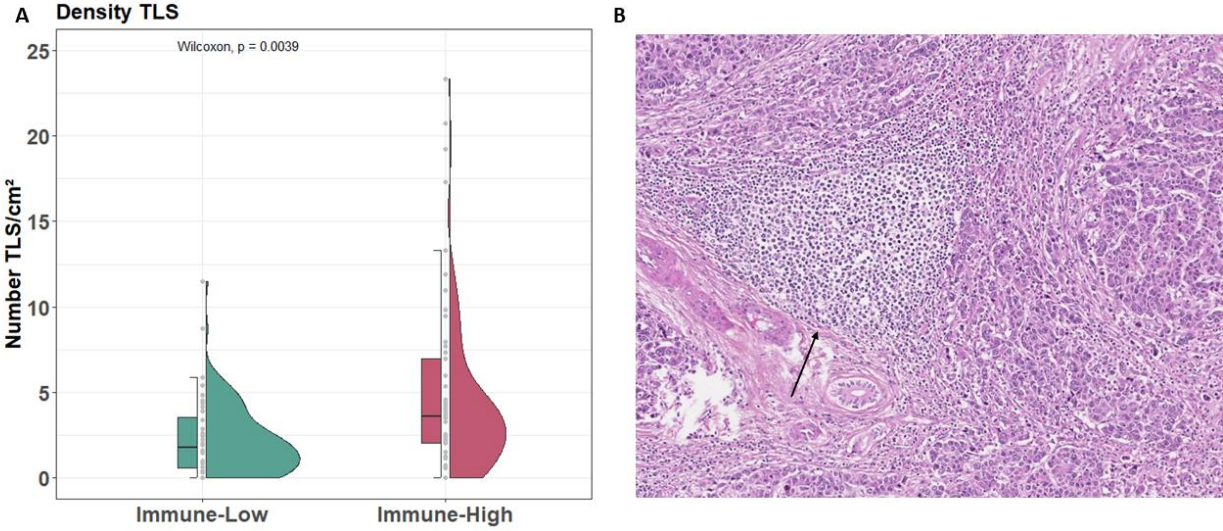 A
Density TLS
B
Wilcoxon, p = 0.0039
25
20
15
10
5
0
Number TLS/cm²
Immune-Low
Immune-High